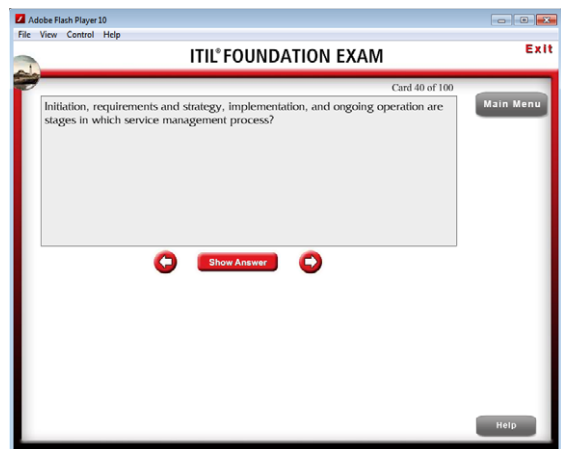 Adobe Flash Player 10
File View Control Help
ITIL® FOUNDATION EXAM
Exit
Card 40 of 100
Main Menu
Initiation, requirements and strategy, implementation, and ongoing operation are
stages in which service management process?
Show Answer
Help